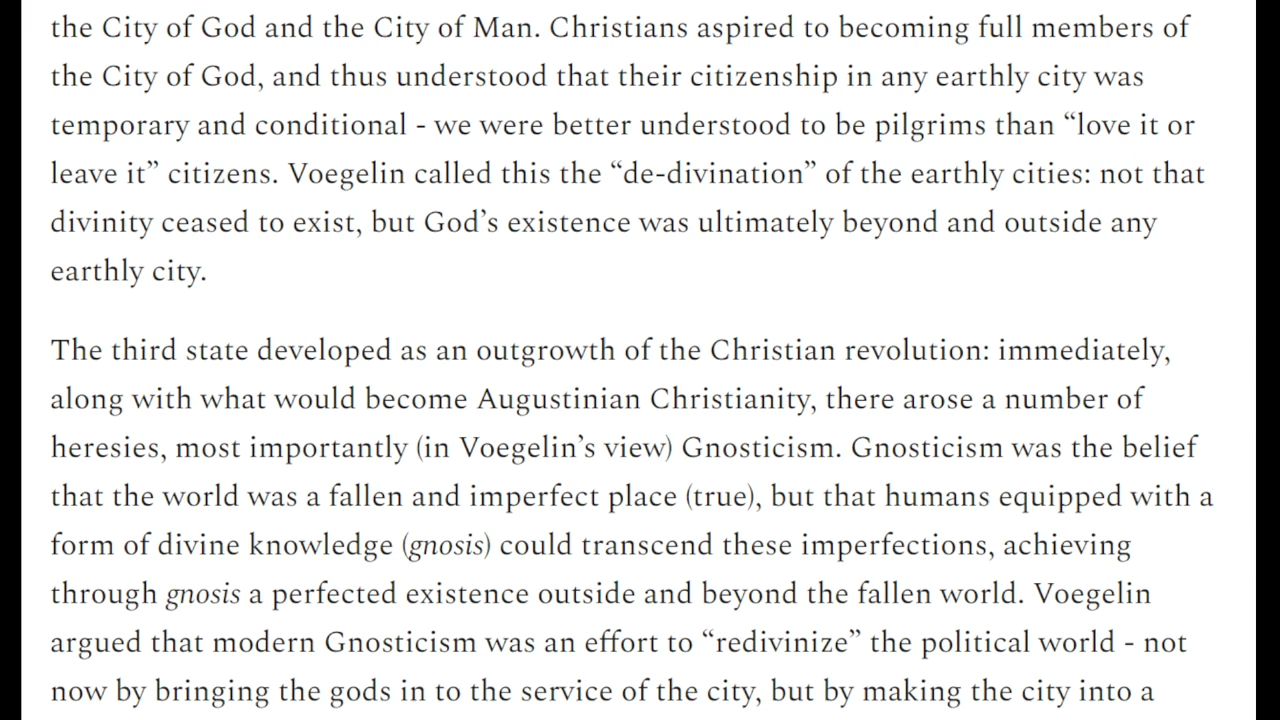 the City of God and the City of Man. Christians aspired to becoming full members of
the City of God, and thus understood that their citizenship in any earthly city was
temporary and conditional - we were better understood to be pilgrims than “love it or
leave it” citizens. Voegelin called this the “de-divination” of the earthly cities: not that
divinity ceased to exist, but God’s existence was ultimately beyond and outside any
earthly city.
The third state developed as an outgrowth of the Christian revolution: immediately,
along with what would become Augustinian Christianity, there arose a number of
heresies, most importantly (in Voegelin’s view) Gnosticism. Gnosticism was the belief
that the world was a fallen and imperfect place (true), but that humans equipped with a
form of divine knowledge (gnosis) could transcend these imperfections, achieving
through gnosis a perfected existence outside and beyond the fallen world. Voegelin
argued that modern Gnosticism was an effort to “redivinize” the political world - not
now by bringing the gods in to the service of the city, but by making the city into a